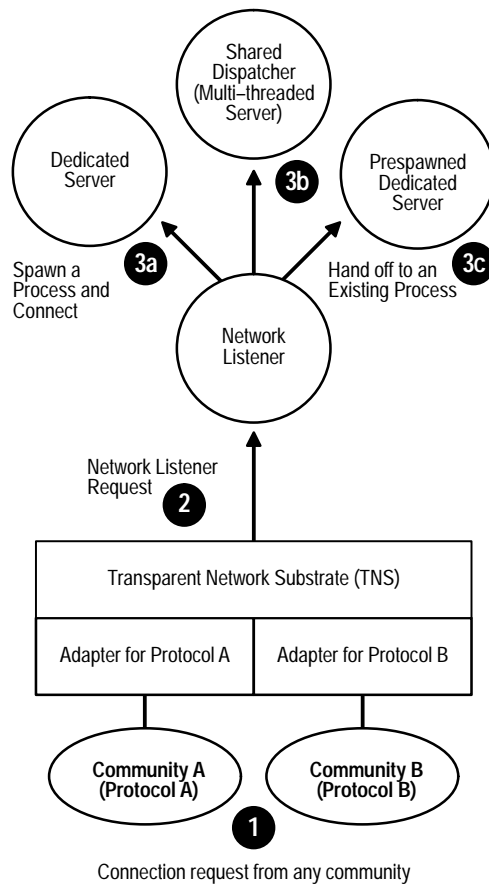 Shared
Dispatcher
(Multi–threaded
Server)
Dedicated
Server
Prespawned
Dedicated
Server
3b
3a
3c
Spawn a
Process and
Connect
Hand off to an
Existing Process
Network
Listener
Network Listener
Request
2
Transparent Network Substrate (TNS)
Adapter for Protocol A
Adapter for Protocol B
Community A
(Protocol A)
Community B
(Protocol B)
1
Connection request from any community